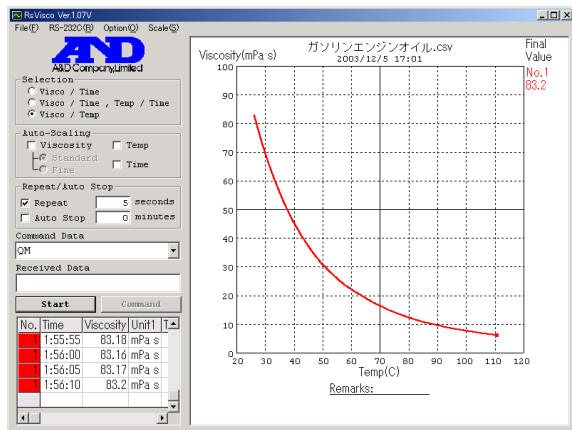 RsVisco Ver.1.07V
File(F) RS-232C(R) Option(O) Scale(S)
AND
A&D Company,Limited
Selection
Visco / Time
Visco / Time , Temp / Time
Visco / Temp
Auto-Scaling
Viscosity Temp
Standard
Time
Fine
Repeat/Auto Stop
Repeat 5 seconds
Auto Stop 0 minutes
Command Data
QM
Received Data
Start Command
No. Time Viscosity Unit1 T
1 1:55:55 83.18 mPa s
1 1:56:00 83.16 mPa s
1 1:56:05 83.17 mPa s
1 1:56:10 83.2 mPa s
Viscosity(mPa s)
ガソリンエンジンオイル.csv
2003/12/5 17:01
Final
Value
No.1
83.2
100
90
80
70
60
50
40
30
20
10
0
20 30 40 50 60 70 80 90 100 110 120
Temp(C)
Remarks: